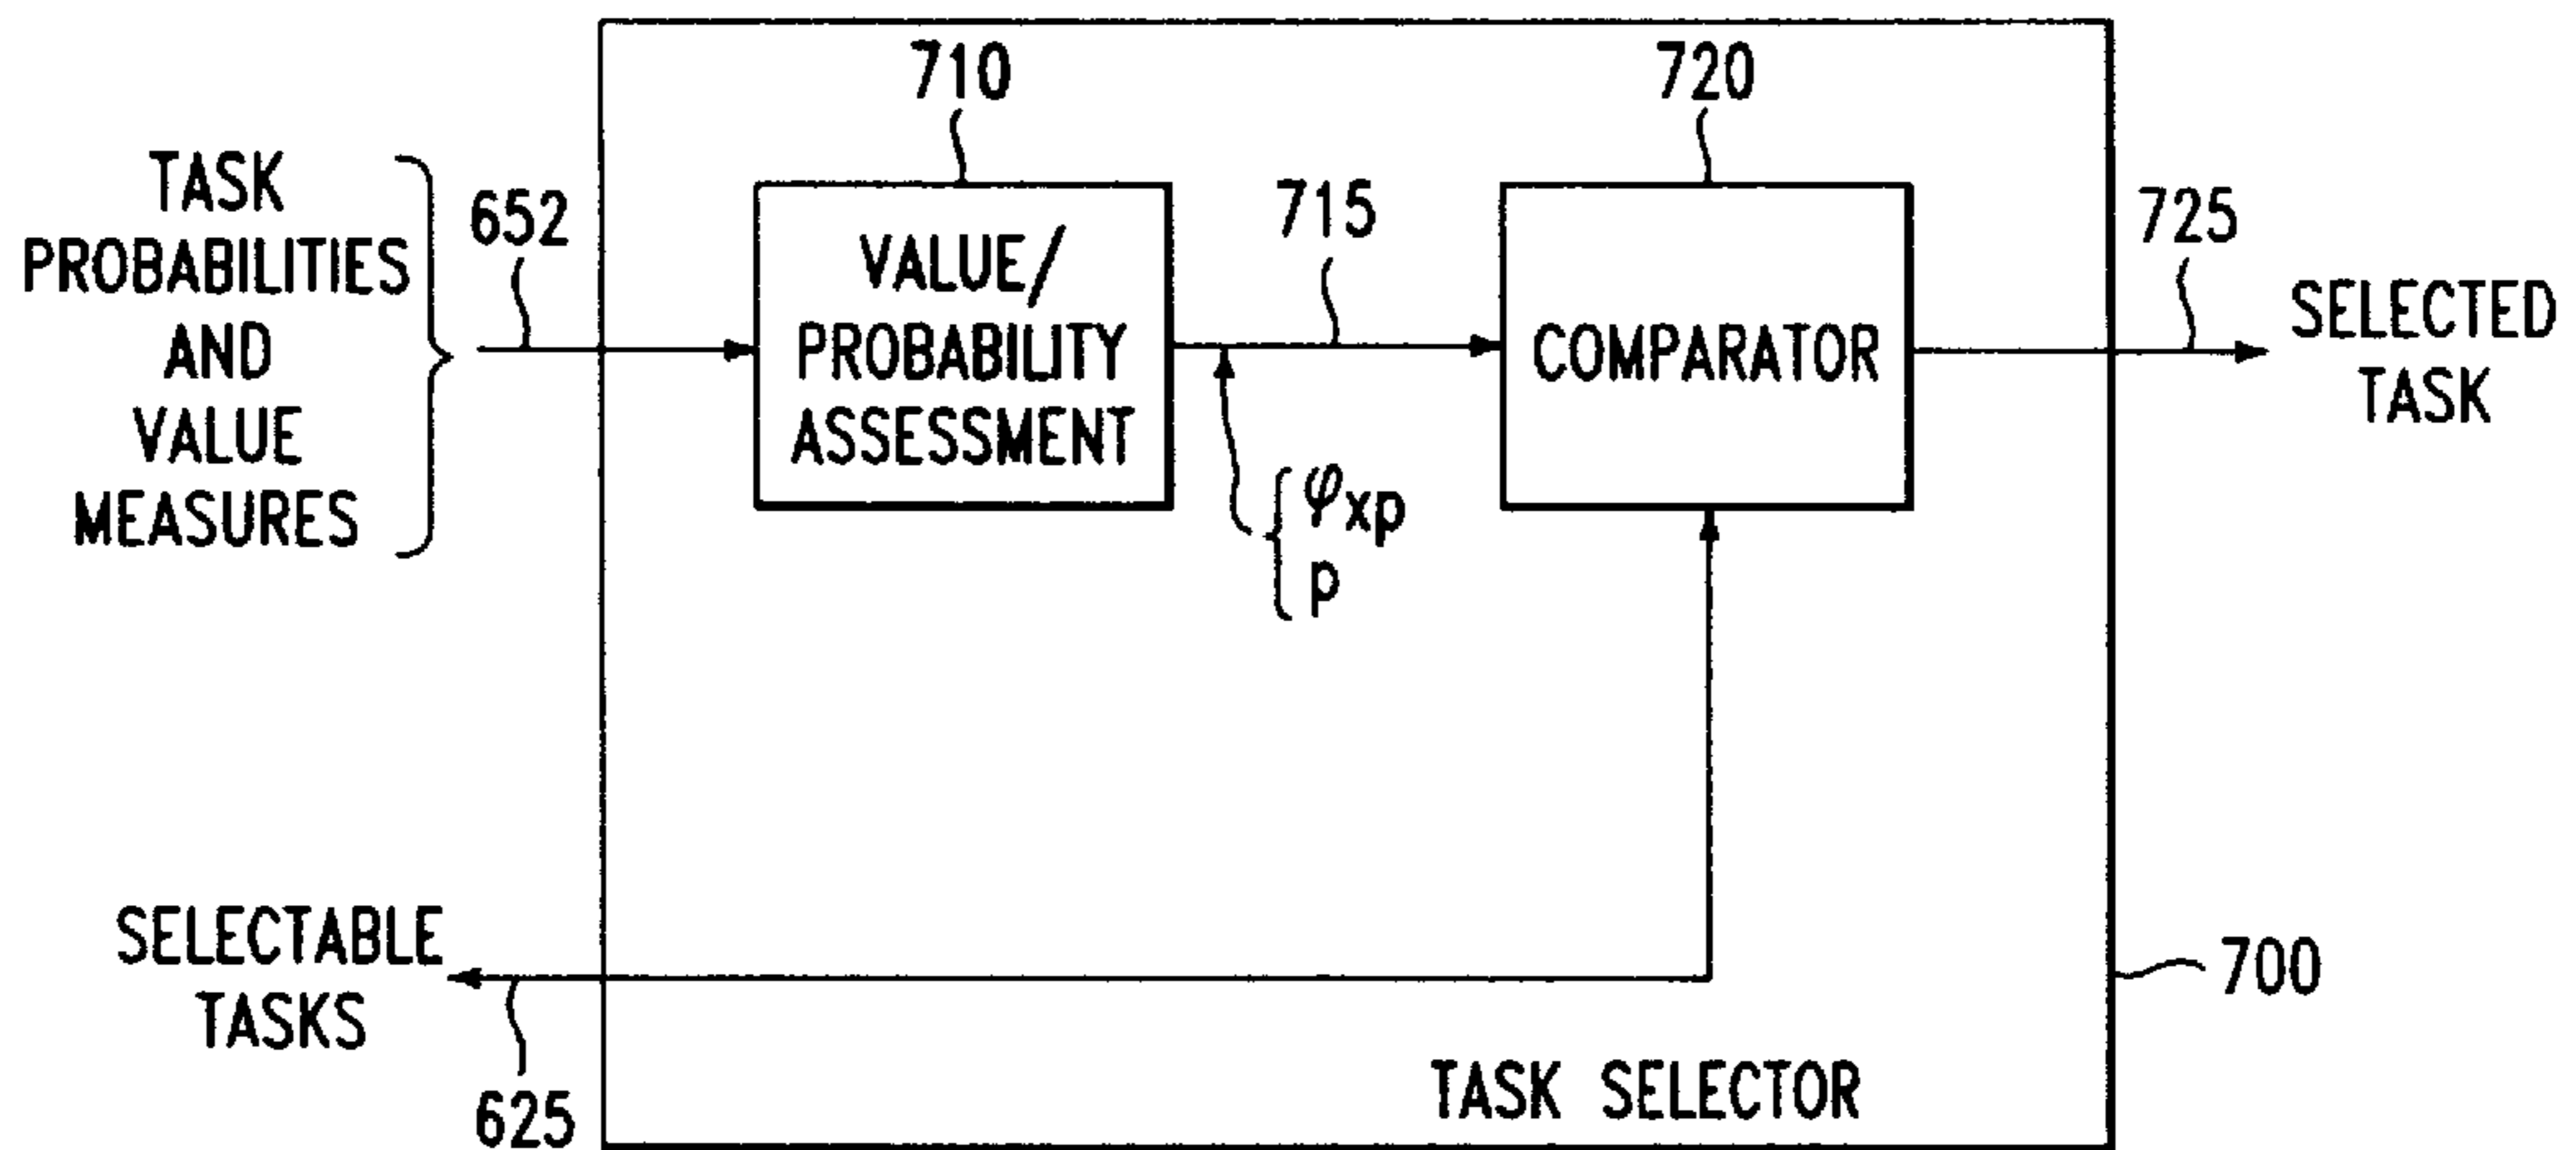 710
720
TASK
PROBABILITIES
AND
VALUE
MEASURES
652
VALUE/
PROBABILITY
ASSESSMENT
715
φxp
p
COMPARATOR
725
SELECTED
TASK
SELECTABLE
TASKS
625
700
TASK SELECTOR